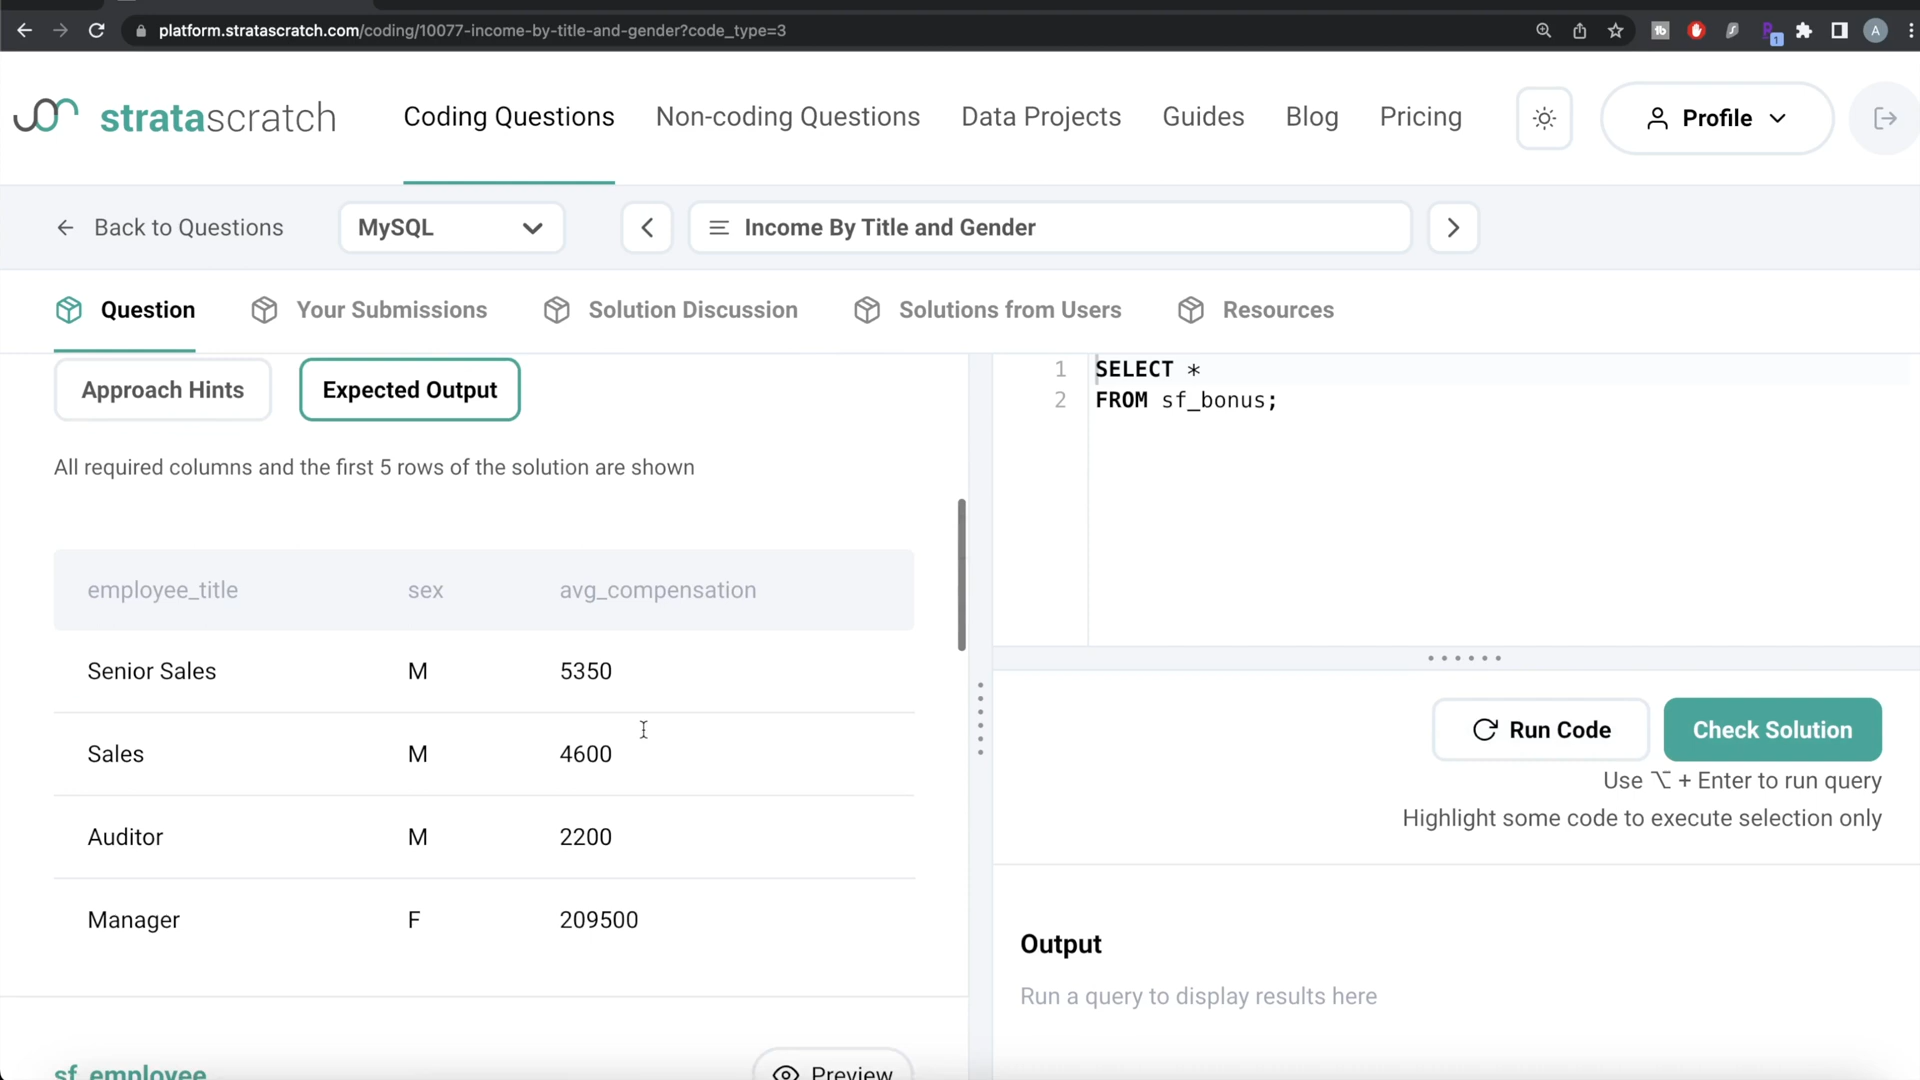 platform.stratascratch.com/coding/10077-income-by-title-and-gender?code_type=3
tb
1
A
stratascratch
Coding Questions
Non-coding Questions
Data Projects
Guides
Blog
Pricing
Profile
Back to Questions
MySQL
Income By Title and Gender
Question
Your Submissions
Solution Discussion
Solutions from Users
Resources
Approach Hints
Expected Output
All required columns and the first 5 rows of the solution are shown
employee_title sex avg_compensation
Senior Sales M 5350
Sales M 4600
Auditor M 2200
Manager F 209500
sf_employee
Preview
1 SELECT *
2 FROM sf_bonus;
Run Code
Check Solution
Use ⌥ + Enter to run query
Highlight some code to execute selection only
Output
Run a query to display results here